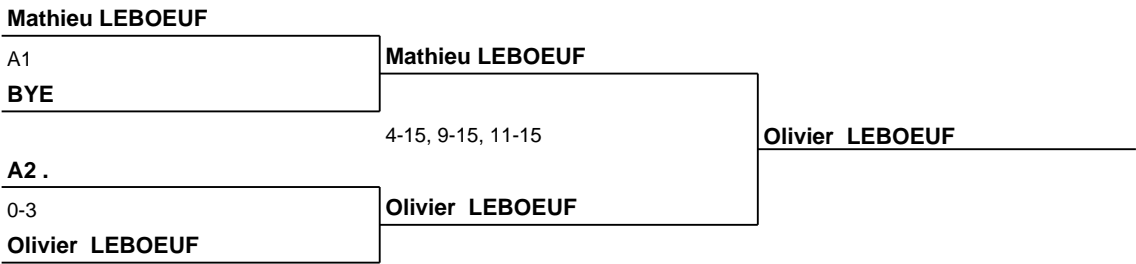 Mathieu LEBOEUF
A1
Mathieu LEBOEUF
BYE
4-15, 9-15, 11-15
Olivier LEBOEUF
A2 .
0-3
Olivier LEBOEUF
Olivier LEBOEUF